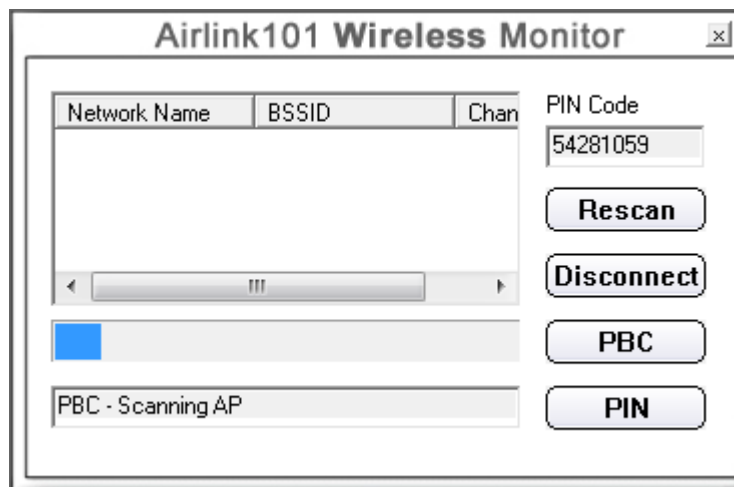 Airlink101 Wireless Monitor
Network Name BSSID Chan
PIN Code
54281059
Rescan
Disconnect
PBC
PBC - Scanning AP
PIN